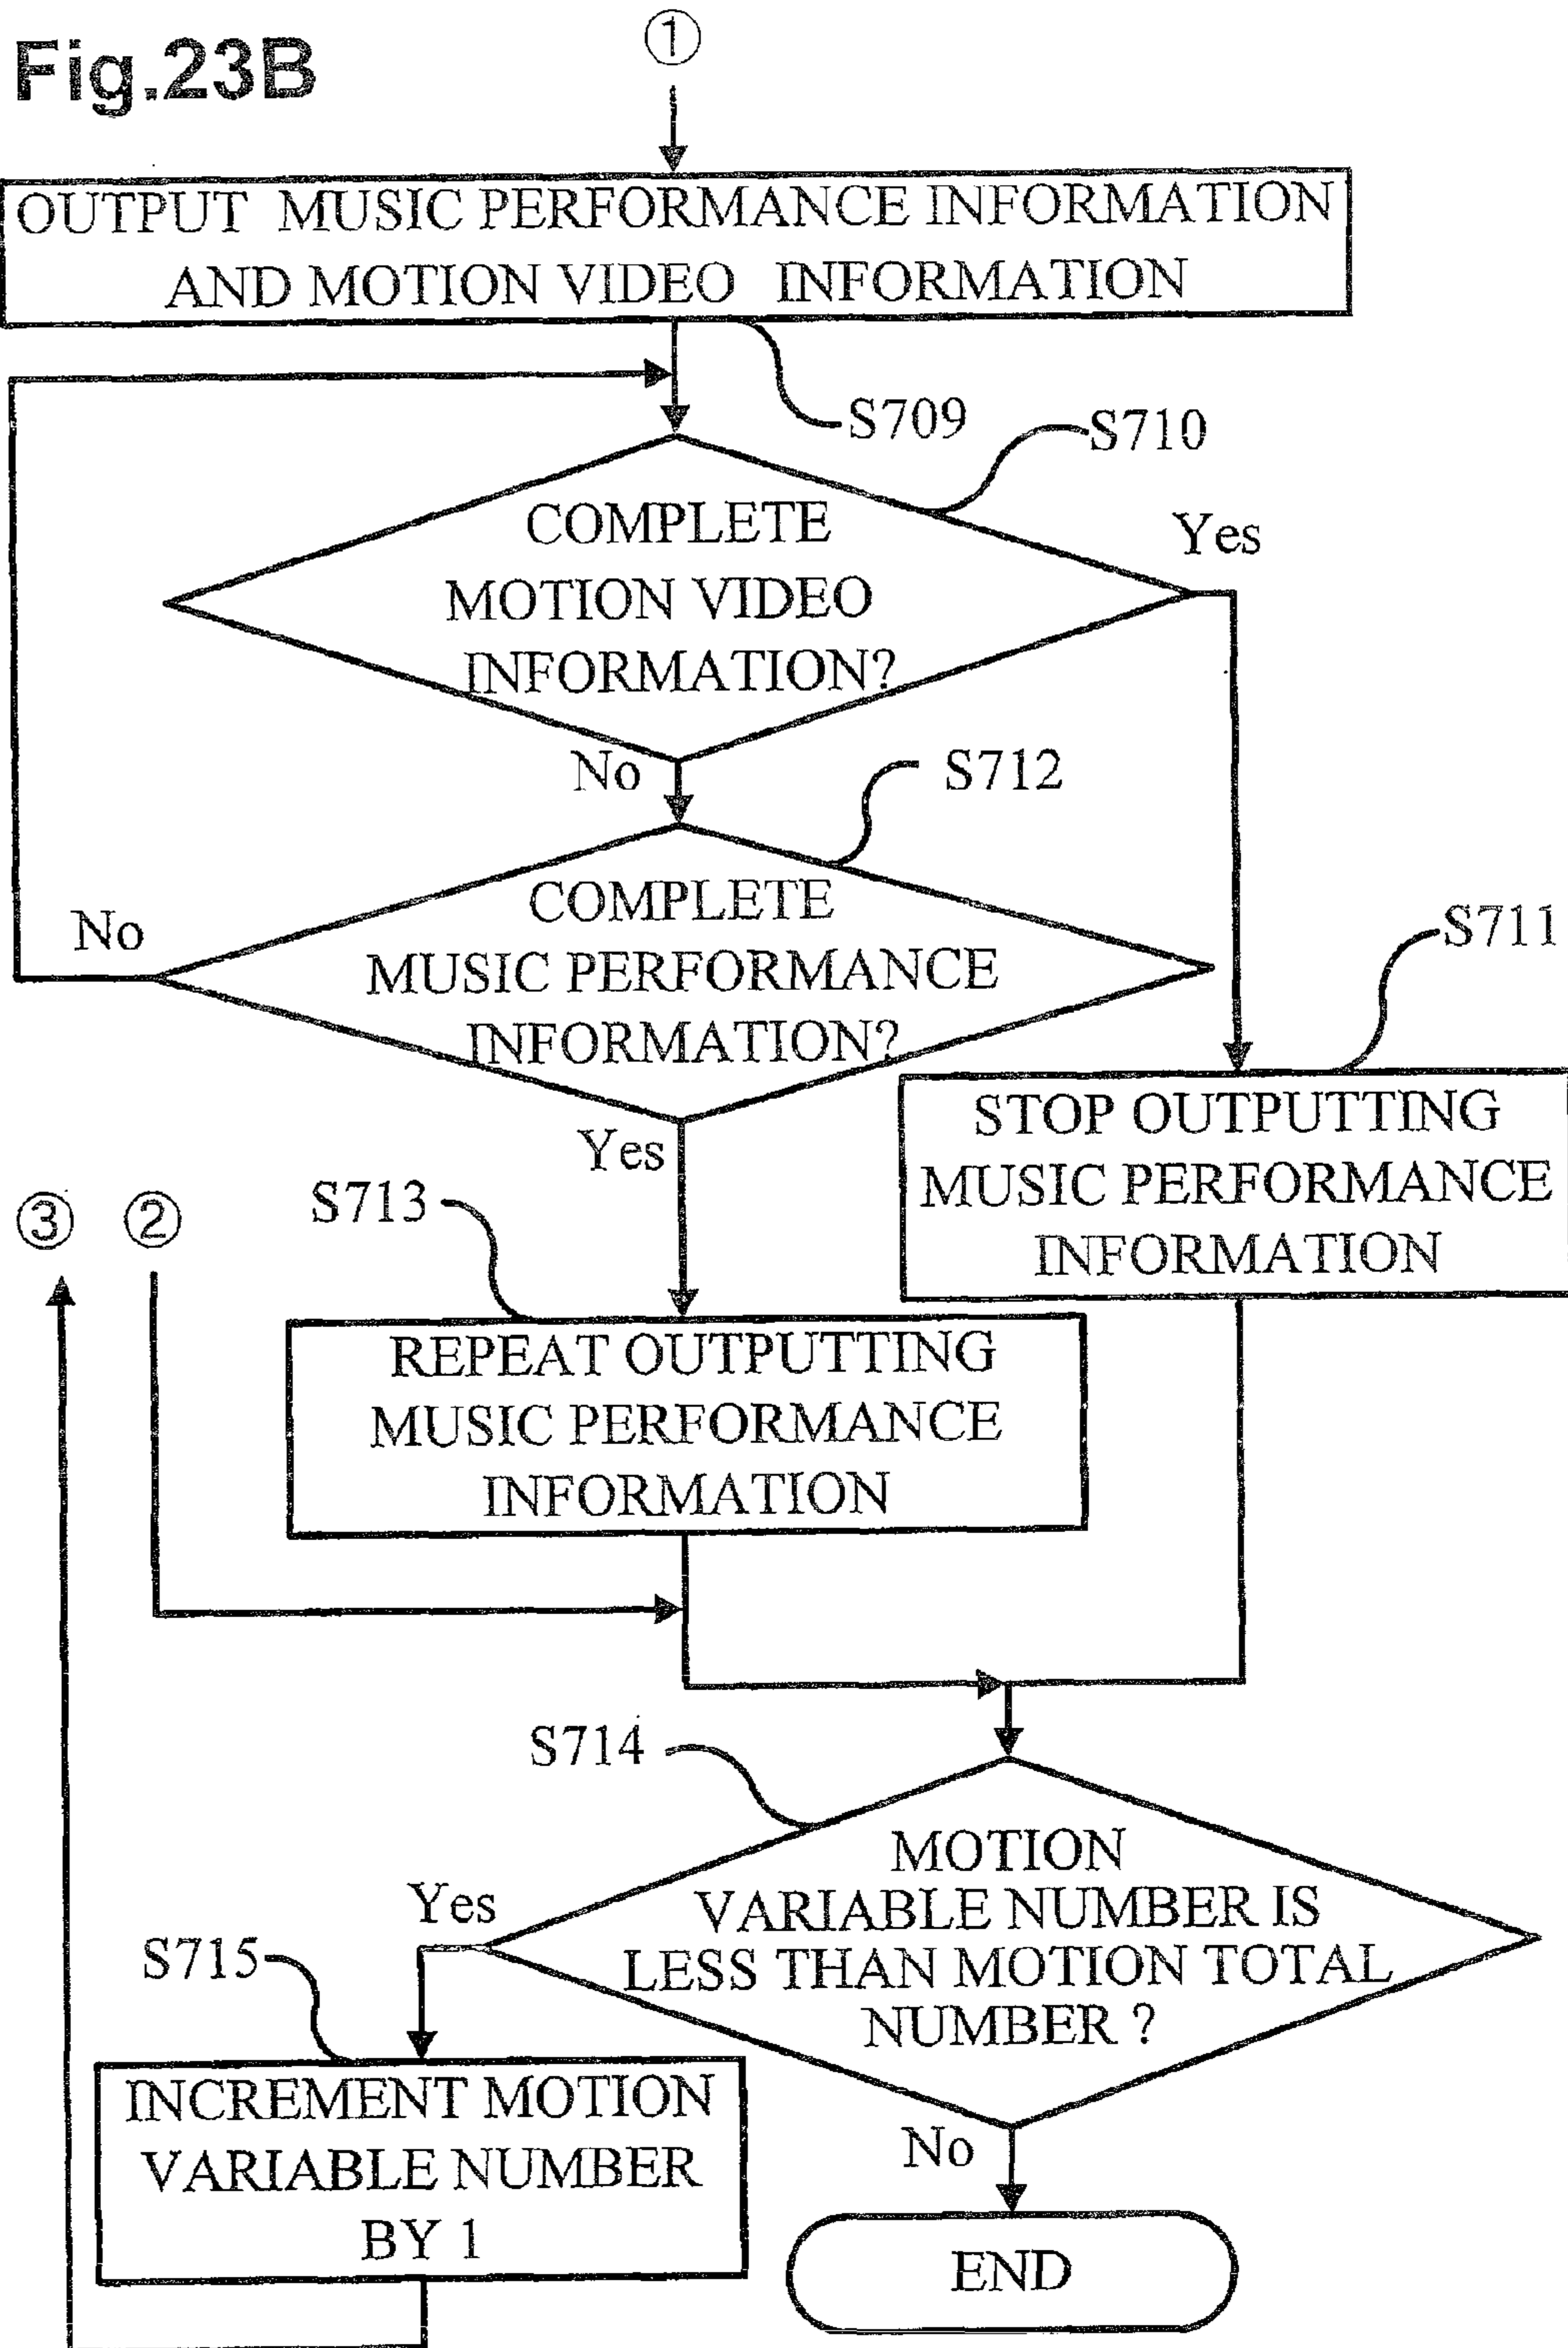 Fig.23B
①
OUTPUT MUSIC PERFORMANCE INFORMATION
AND MOTION VIDEO INFORMATION
S709
S710
COMPLETE
MOTION VIDEO
INFORMATION?
Yes
No
S712
COMPLETE
MUSIC PERFORMANCE
INFORMATION?
No
S711
Yes
STOP OUTPUTTING
MUSIC PERFORMANCE
INFORMATION
③ ②
S713
REPEAT OUTPUTTING
MUSIC PERFORMANCE
INFORMATION
S714
MOTION
VARIABLE NUMBER IS
LESS THAN MOTION TOTAL
NUMBER ?
Yes
S715
INCREMENT MOTION
VARIABLE NUMBER
BY 1
No
END